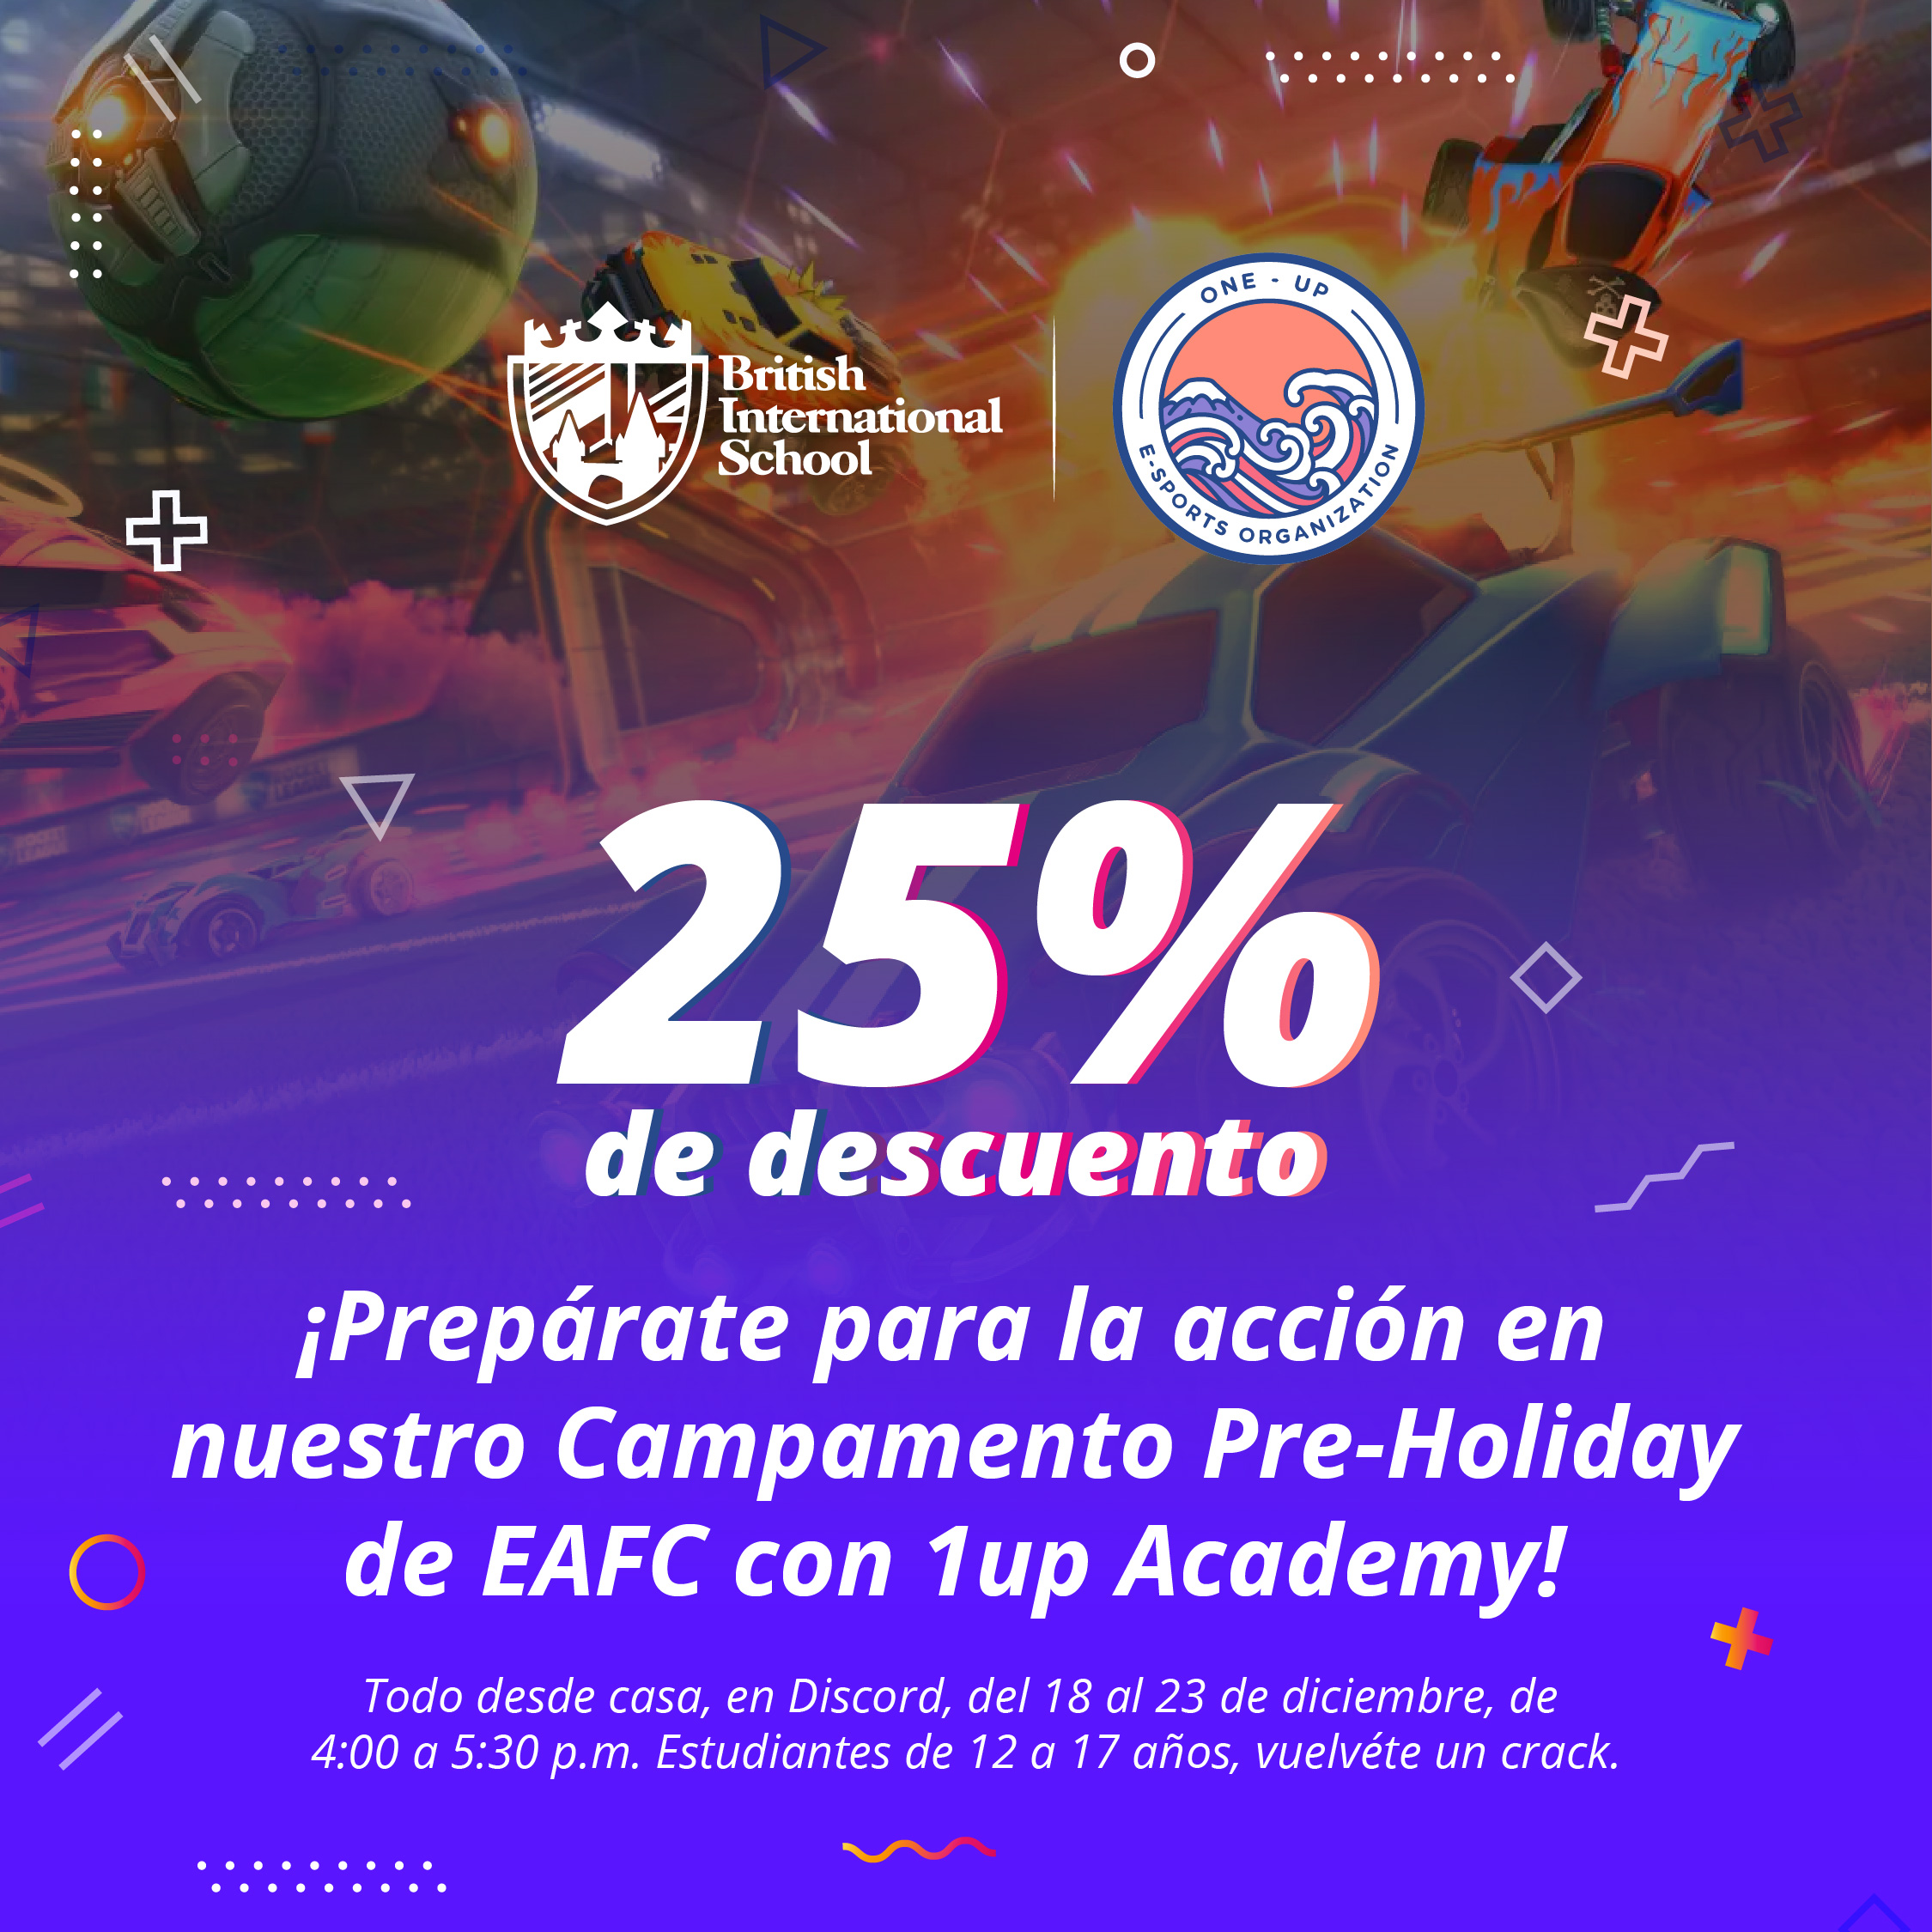 British
International
School
ONE - UP
E-SPORTS ORGANIZATION
25%
de descuento
¡Prepárate para la acción en
nuestro Campamento Pre-Holiday
de EAFC con 1up Academy!
Todo desde casa, en Discord, del 18 al 23 de diciembre, de
4:00 a 5:30 p.m. Estudiantes de 12 a 17 años, vuelvéte un crack.